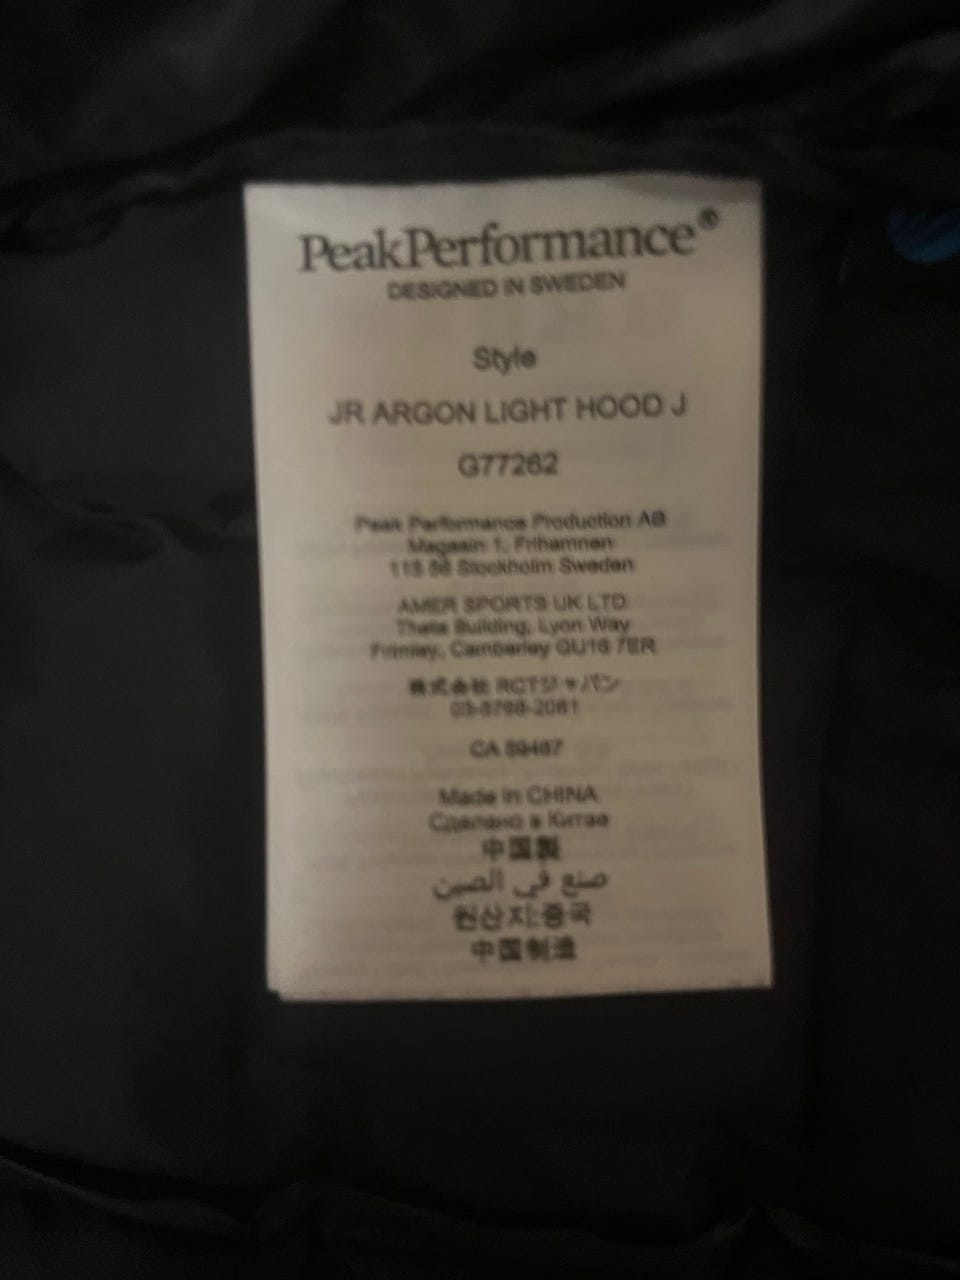 PeakPerformance®
DESIGNED IN SWEDEN
Style
JR ARGON LIGHT HOOD J
G77262
Peak Performance Production AB
Magasin 1, Frihamnen
115 56 Stockholm Sweden
AMER SPORTS UK LTD
Theta Building, Lyon Way
Frimley, Camberley GU16 7ER
株式会社 RCTジャパン
CA 59467
Made in CHINA
Сделано в Китае
中国製
صنع في الصين
원산지:중국
中国制造